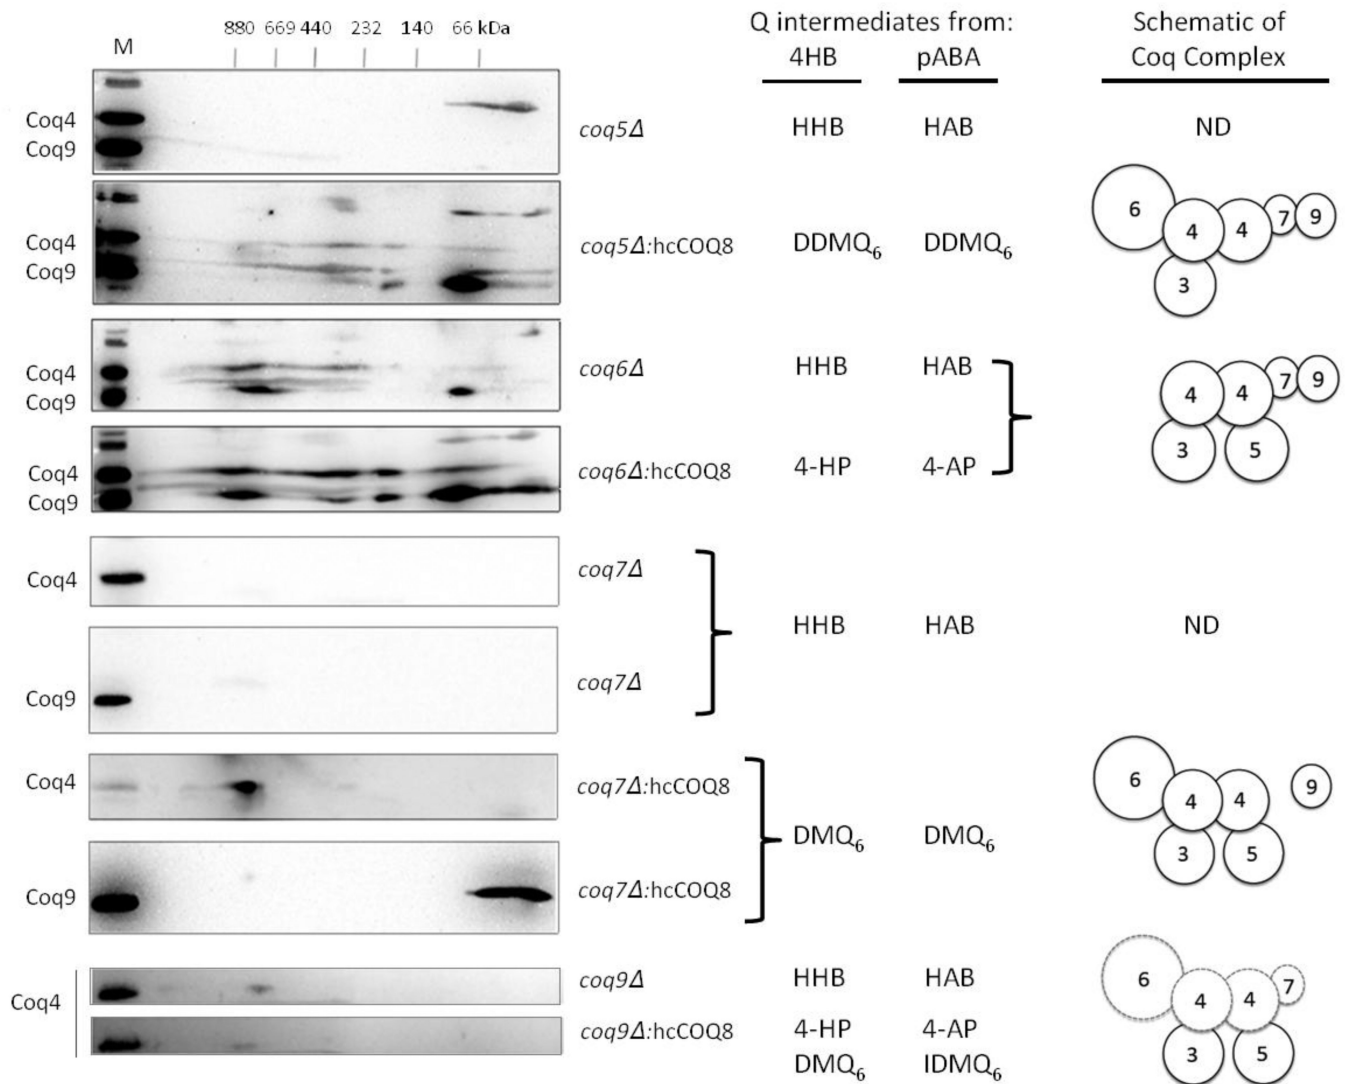 Q intermediates from:
Schematic of
Coq Complex
880 669 440 232 140 66 kDa
M
4HB pABA
Coq4
Coq9
coq5Δ HHB HAB ND
Coq4
Coq9
coq5Δ:hcCOQ8 DDMQ₆ DDMQ₆
6 4 4 7 9
3
Coq4
Coq9
coq6Δ HHB HAB
4 4 7 9
3 5
Coq4
Coq9
coq6Δ:hcCOQ8 4-HP 4-AP
Coq4 coq7Δ
HHB HAB ND
Coq9 coq7Δ
Coq4 coq7Δ:hcCOQ8
DMQ₆ DMQ₆
6 4 4 9
3 5
Coq9 coq7Δ:hcCOQ8
Coq4
coq9Δ HHB HAB
coq9Δ:hcCOQ8 4-HP 4-AP
DMQ₆ IDMQ₆
6 4 4 7
3 5